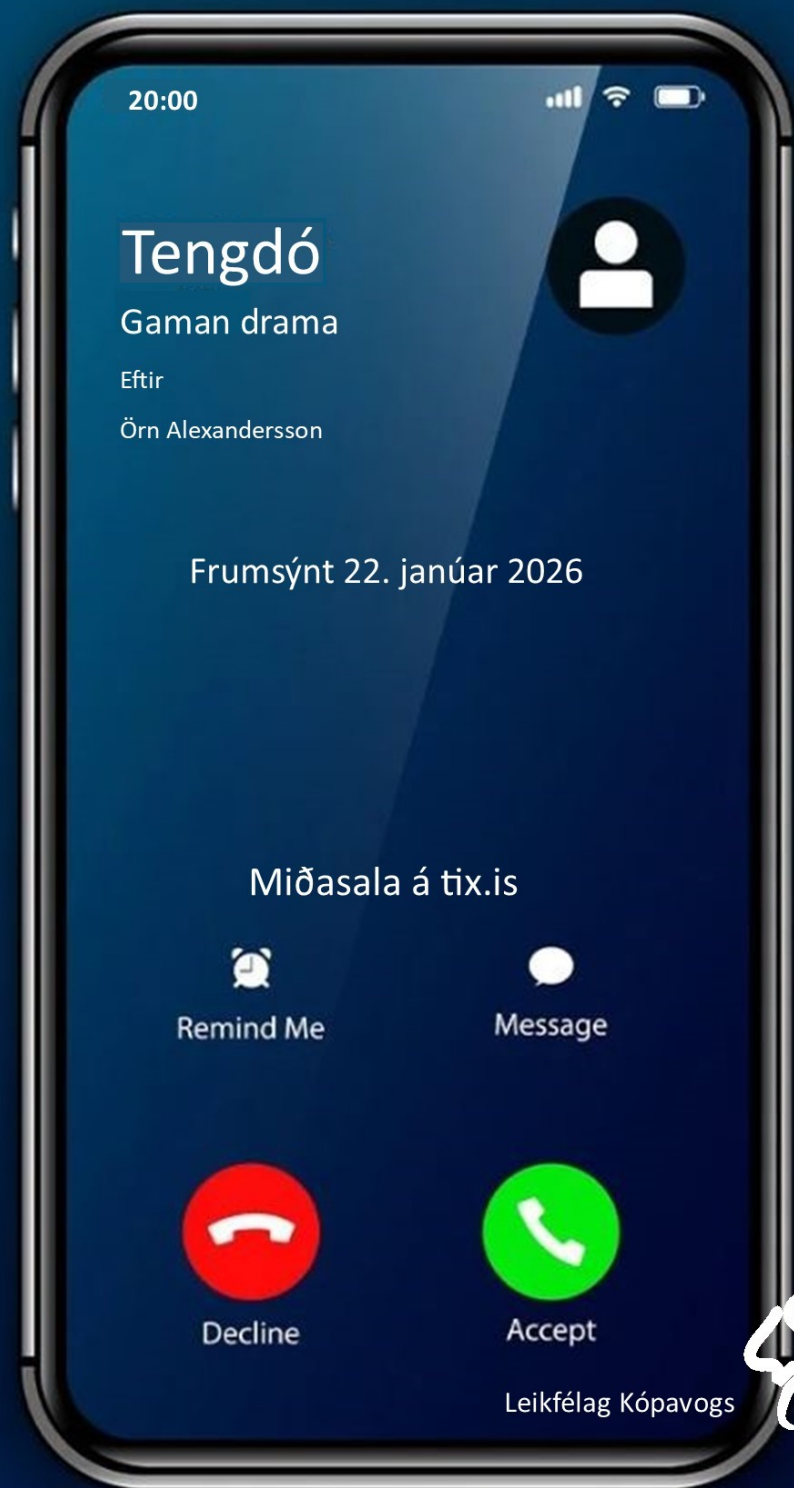 20:00
Tengdó
Gaman drama
Eftir
Örn Alexandersson
Frumsýnt 22. janúar 2026
Miðasala á tix.is
Remind Me
Message
Decline
Accept
Leikfélag Kópavogs